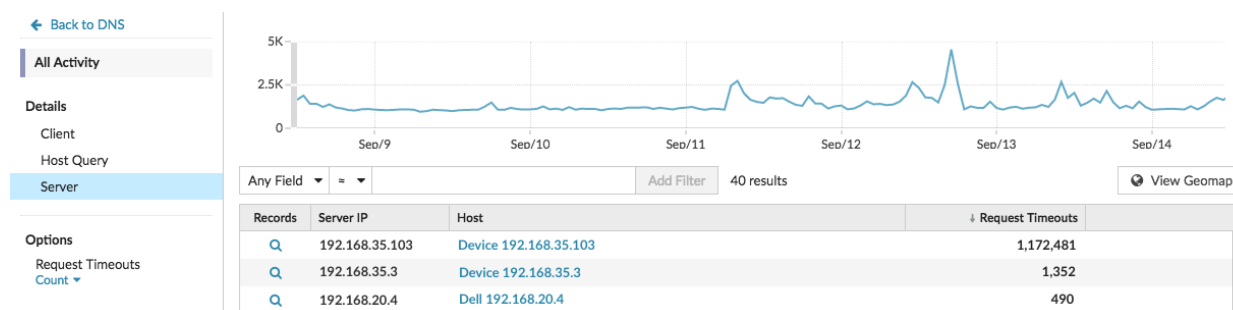 Back to DNS
All Activity
Details
Client
Host Query
Server
Options
Request Timeouts
Count
5K
2.5K
0
Sep/9 Sep/10 Sep/11 Sep/12 Sep/13 Sep/14
Any Field ≈ Add Filter 40 results View Geomap
Records Server IP Host Request Timeouts
192.168.35.103 Device 192.168.35.103 1,172,481
192.168.35.3 Device 192.168.35.3 1,352
192.168.20.4 Dell 192.168.20.4 490